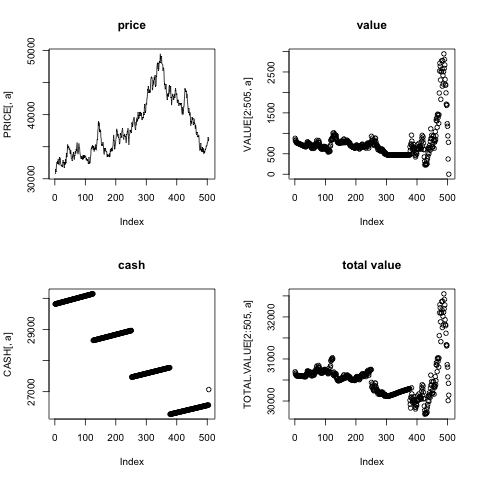 price
PRICE[, a]
30000 40000 50000
0 100 200 300 400 500
Index
value
VALUE[2:505, a]
0 500 1500 2500
0 100 200 300 400 500
Index
cash
CASH[, a]
27000 29000
0 100 200 300 400 500
Index
total value
TOTAL.VALUE[2:505, a]
30000 31000 32000
0 100 200 300 400 500
Index